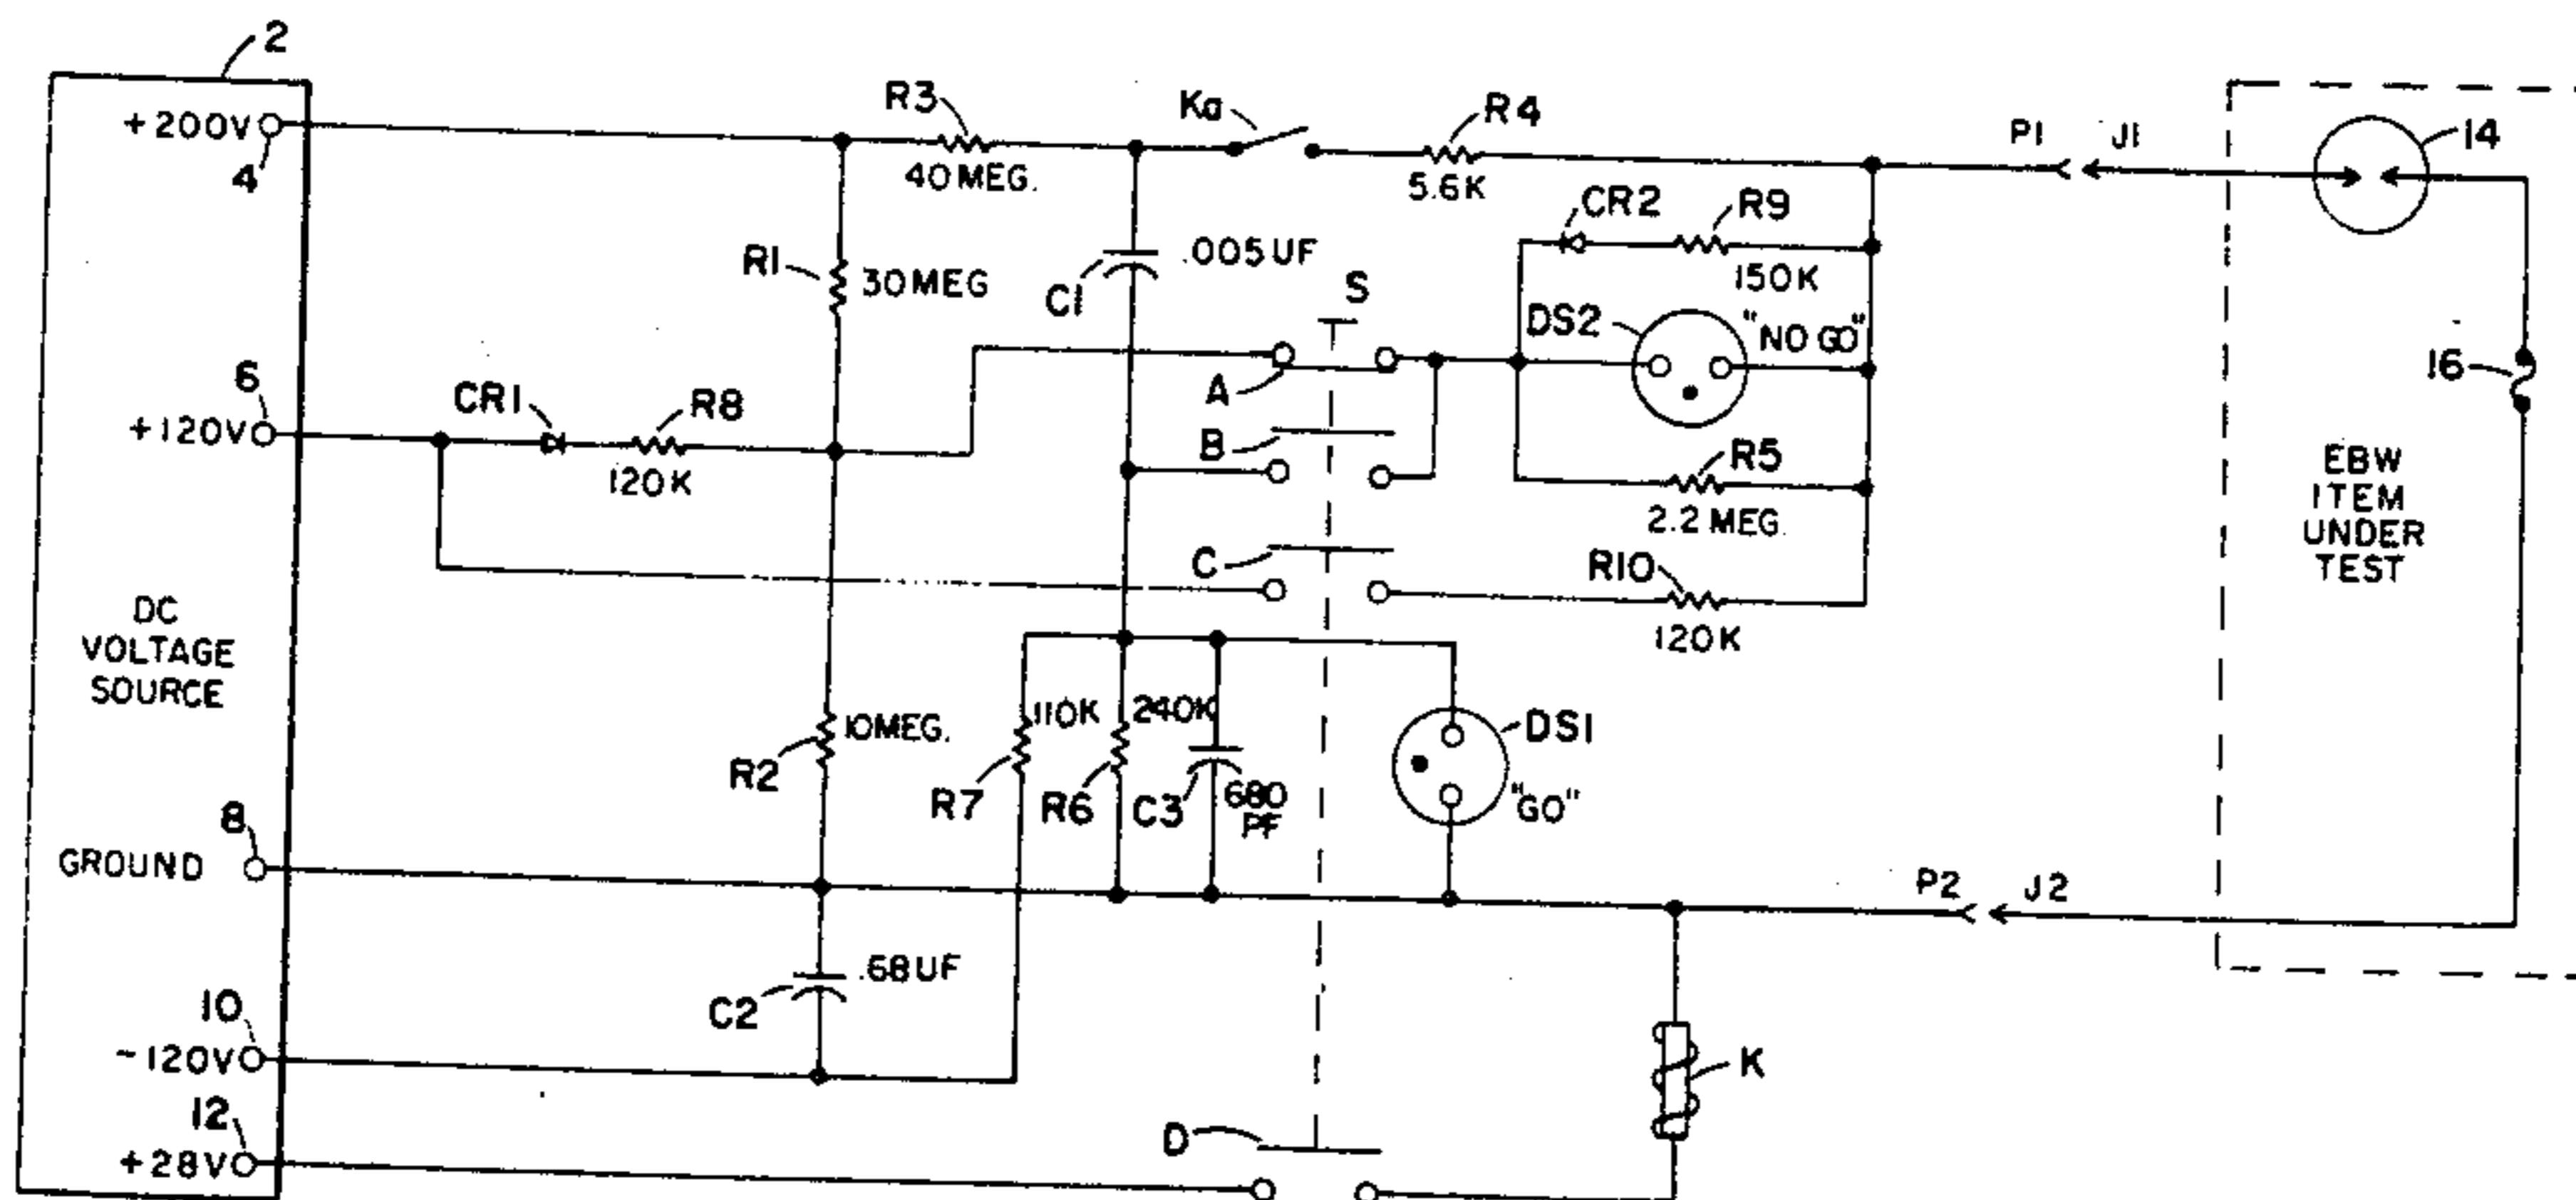 2
+200V
4
R3
40 MEG.
Ka
R4
5.6K
P1
J1
14
CR2
R9
150K
R1
30 MEG
C1
.005 UF
S
DS2
"NO GO"
6
+120V
CR1
R8
120K
A
B
R5
2.2 MEG.
16
EBW
ITEM
UNDER
TEST
C
R10
120K
DC
VOLTAGE
SOURCE
R2
10 MEG.
R7
110K
R6
240K
C3
680
PF
DS1
"GO"
8
GROUND
P2
J2
C2
.68 UF
10
-120V
K
12
+28V
D